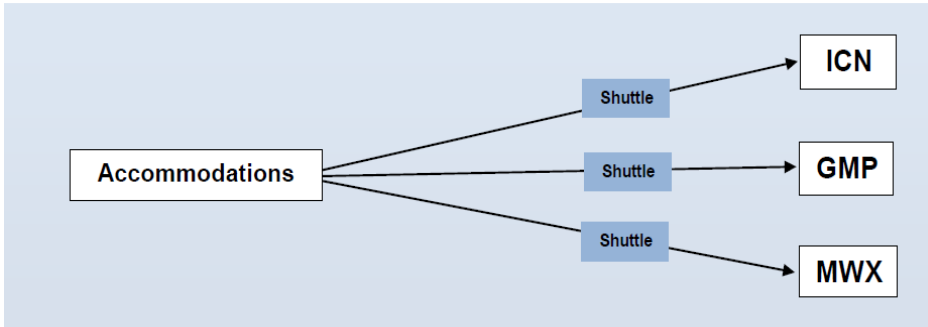 ICN
Shuttle
Accommodations
Shuttle
GMP
Shuttle
MWX